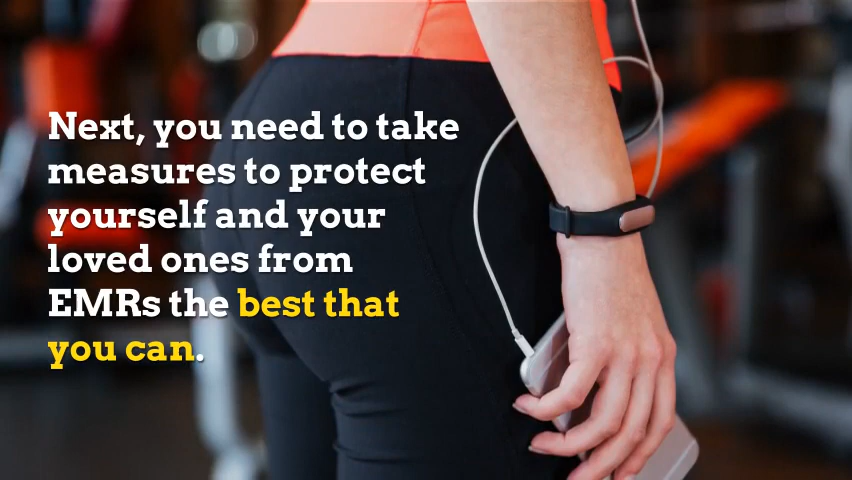 Next, you need to take
measures to protect
yourself and your
loved ones from
EMRs the best that
you can.